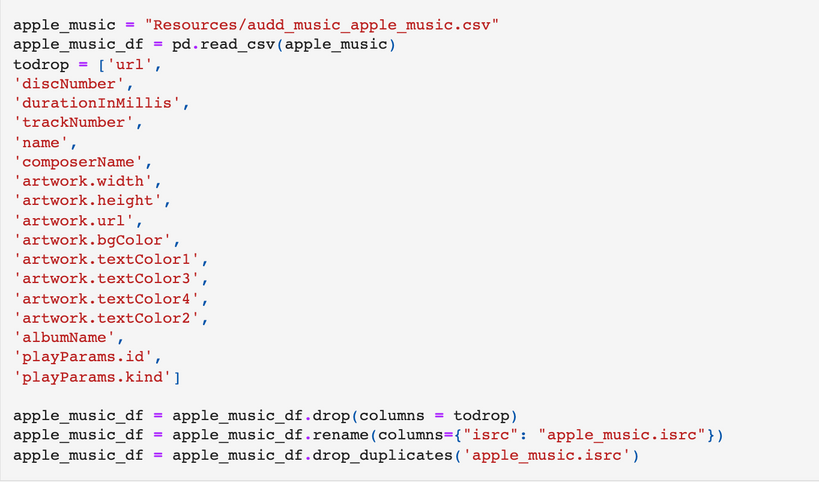 apple_music = "Resources/audd_music_apple_music.csv"
apple_music_df = pd.read_csv(apple_music)
todrop = ['url',
'discNumber',
'durationInMillis',
'trackNumber',
'name',
'composerName',
'artwork.width',
'artwork.height',
'artwork.url',
'artwork.bgColor',
'artwork.textColor1',
'artwork.textColor3',
'artwork.textColor4',
'artwork.textColor2',
'albumName',
'playParams.id',
'playParams.kind']
apple_music_df = apple_music_df.drop(columns = todrop)
apple_music_df = apple_music_df.rename(columns={"isrc": "apple_music.isrc"})
apple_music_df = apple_music_df.drop_duplicates('apple_music.isrc')